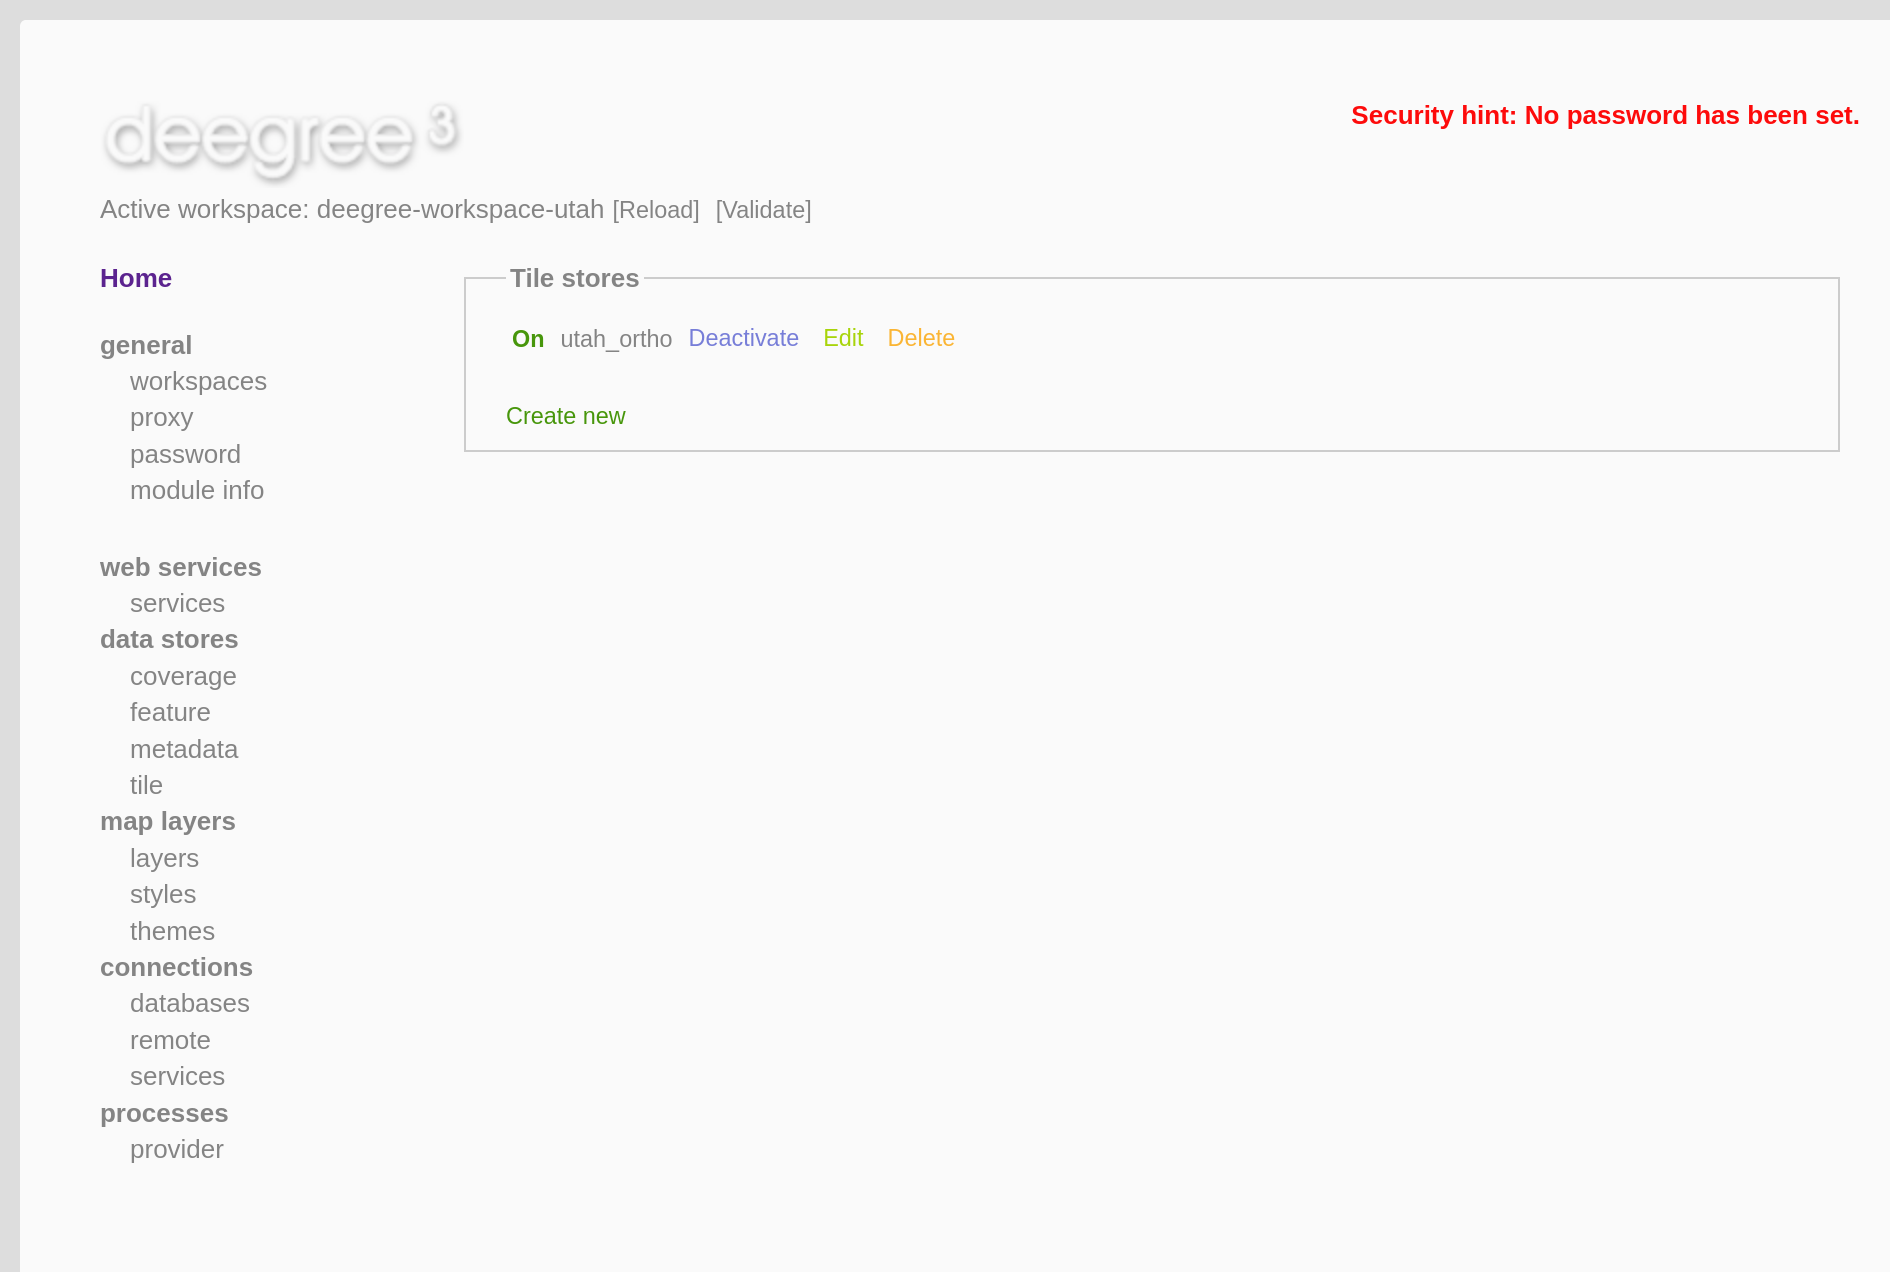 deegree 3
Security hint: No password has been set.
Active workspace: deegree-workspace-utah [Reload] [Validate]
Home
general
workspaces
proxy
password
module info
web services
services
data stores
coverage
feature
metadata
tile
map layers
layers
styles
themes
connections
databases
remote
services
processes
provider
Tile stores
On utah_ortho Deactivate Edit Delete
Create new